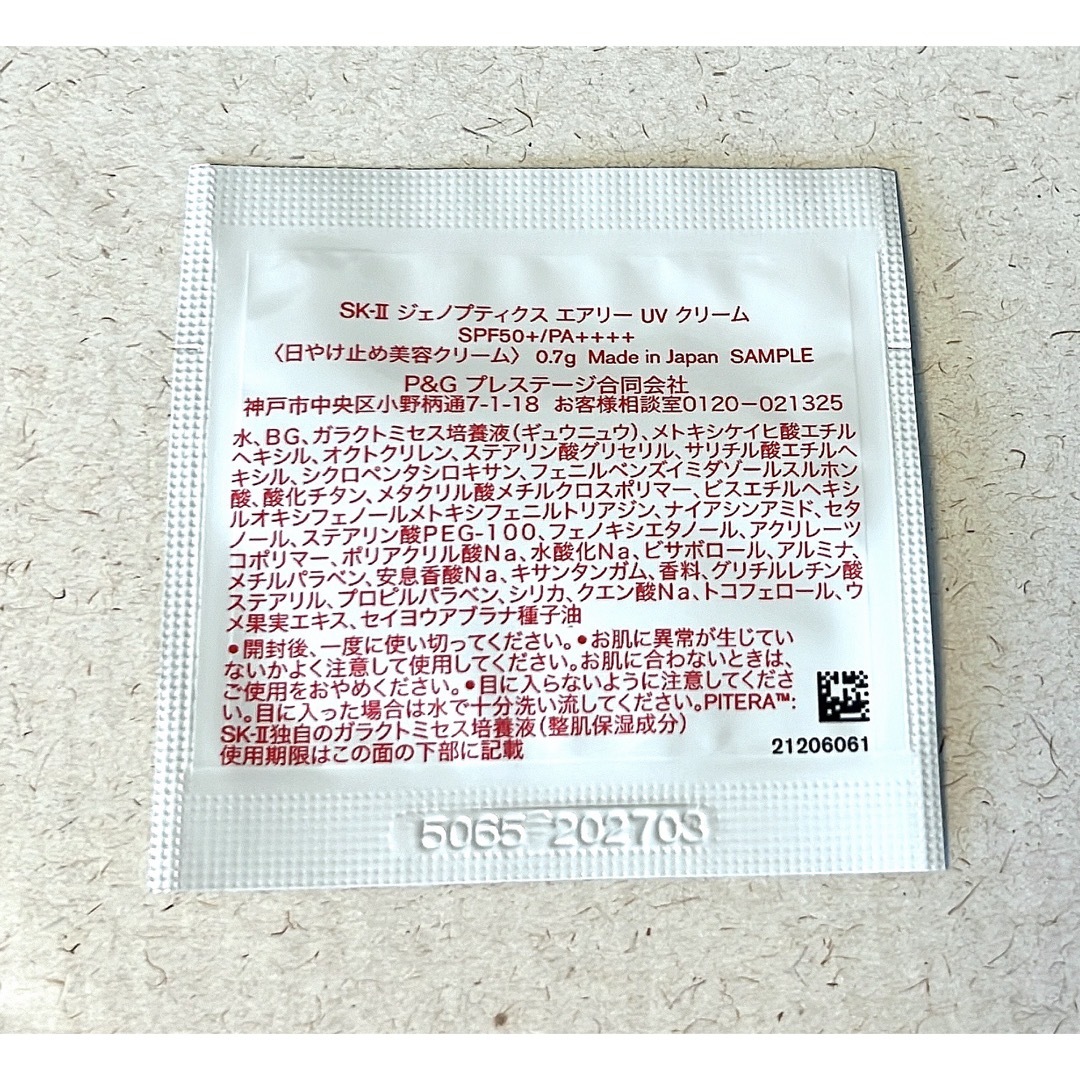 SK-II ジェノプティクス エアリー UV クリーム
SPF50+/PA++++
〈日やけ止め美容クリーム〉 0.7g Made in Japan SAMPLE
P&G プレステージ合同会社
神戸市中央区小野柄通7-1-18 お客様相談室0120-021325
水、BG、ガラクトミセス培養液(ギュウニュウ)、メトキシケイヒ酸エチル
ヘキシル、オクトクリレン、ステアリン酸グリセリル、サリチル酸エチルヘ
キシル、シクロペンタシロキサン、フェニルベンズイミダゾールスルホン
酸、酸化チタン、メタクリル酸メチルクロスポリマー、ビスエチルヘキシ
ルオキシフェノールメトキシフェニルトリアジン、ナイアシンアミド、セタ
ノール、ステアリン酸PEG-100、フェノキシエタノール、アクリレーツ
コポリマー、ポリアクリル酸Na、水酸化Na、ビサボロール、アルミナ、
メチルパラベン、安息香酸Na、キサンタンガム、香料、グリチルレチン酸
ステアリル、プロピルパラベン、シリカ、クエン酸Na、トコフェロール、ウ
メ果実エキス、セイヨウアブラナ種子油
●開封後、一度に使い切ってください。●お肌に異常が生じてい
ないかよく注意して使用してください。お肌に合わないときは、
ご使用をおやめください。●目に入らないように注意してくださ
い。目に入った場合は水で十分洗い流してください。PITERA™:
SK-II独自のガラクトミセス培養液(整肌保湿成分)
使用期限はこの面の下部に記載
21206061
5065 202703